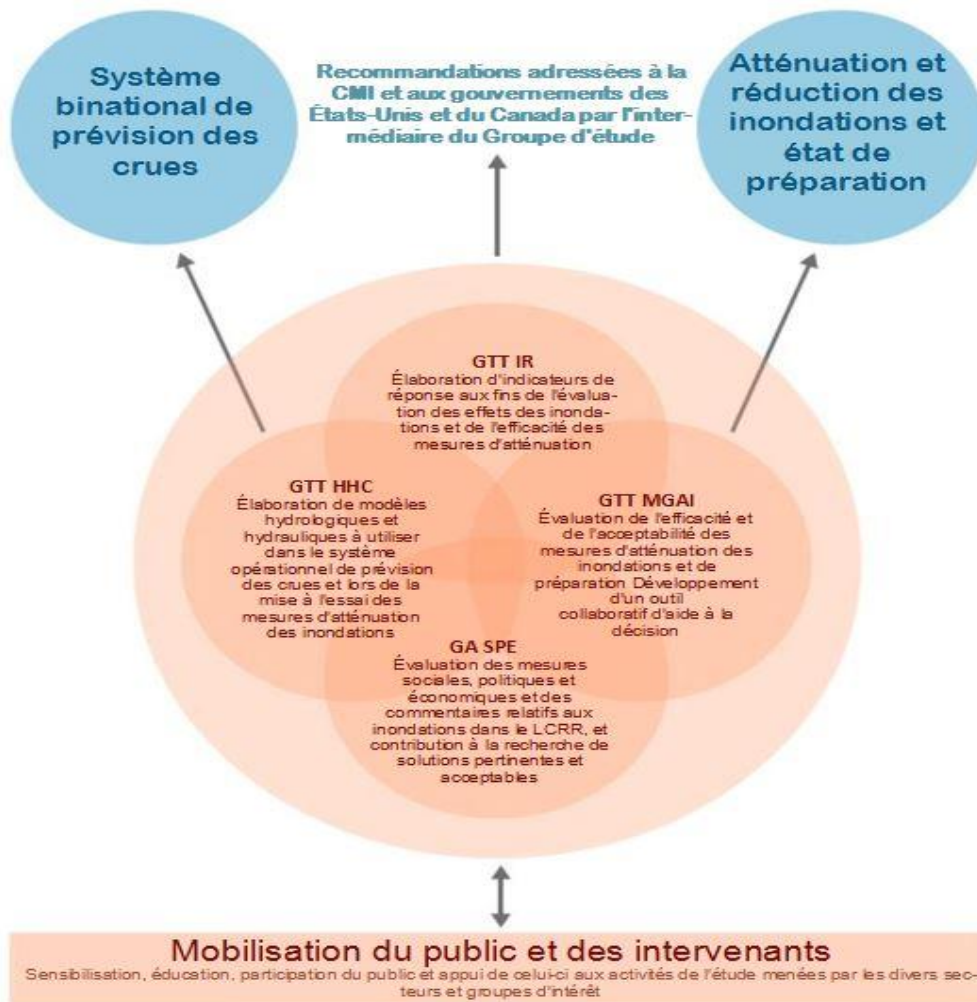 Système
binational de
prévision des
crues
Recommandations adressées à la
CMI et aux gouvernements des
États-Unis et du Canada par l'inter-
médiaire du Groupe d'étude
Atténuation et
réduction des
inondations et
état de
préparation
GTT IR
Élaboration d'indicateurs de
réponse aux fins de l'évalua-
tion des effets des inonda-
tions et de l'efficacité des
mesures d'atténuation
GTT HHC
Élaboration de modèles
hydrologiques et
hydrauliques à utiliser
dans le système
opérationnel de prévision
des crues et lors de la
mise à l'essai des
mesures d'atténuation
des inondations
GTT MGAI
Évaluation de l'efficacité et
de l'acceptabilité des
mesures d'atténuation des
inondations et de
préparation Développement
d'un outil
collaboratif d'aide à la
décision
GA SPE
Évaluation des mesures
sociales, politiques et
économiques et des
commentaires relatifs aux
inondations dans le LCRR, et
contribution à la recherche de
solutions pertinentes et
acceptables
Mobilisation du public et des intervenants
Sensibilisation, éducation, participation du public et appui de celui-ci aux activités de l'étude menées par les divers sec-
teurs et groupes d'intérêt